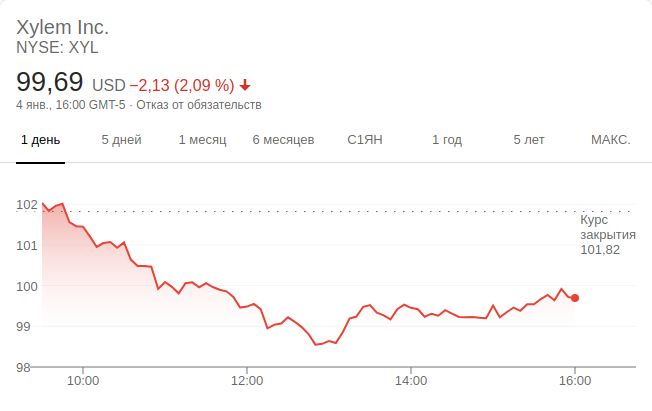 Xylem Inc.
NYSE: XYL
99,69 USD −2,13 (2,09 %)
4 янв., 16:00 GMT-5 · Отказ от обязательств
1 день 5 дней 1 месяц 6 месяцев С1ЯН 1 год 5 лет МАКС.
102
101
100
99
98
Курс
закрытия
101,82
10:00 12:00 14:00 16:00